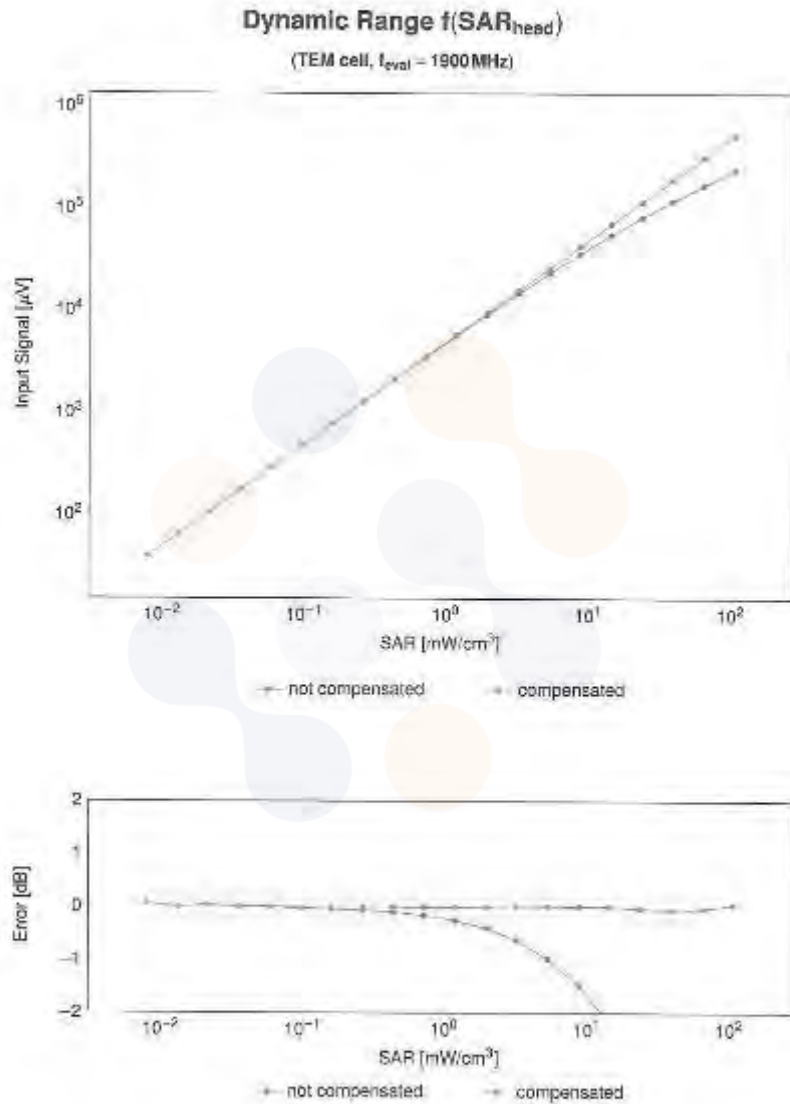 Dynamic Range f(SARhead)
(TEM cell, feval = 1900 MHz)
10⁶
10⁵
10⁴
10³
10²
Input Signal [µV]
10⁻² 10⁻¹ 10⁰ 10¹ 10²
SAR [mW/cm³]
not compensated compensated
2
1
0
−1
−2
Error [dB]
10⁻² 10⁻¹ 10⁰ 10¹ 10²
SAR [mW/cm³]
not compensated compensated